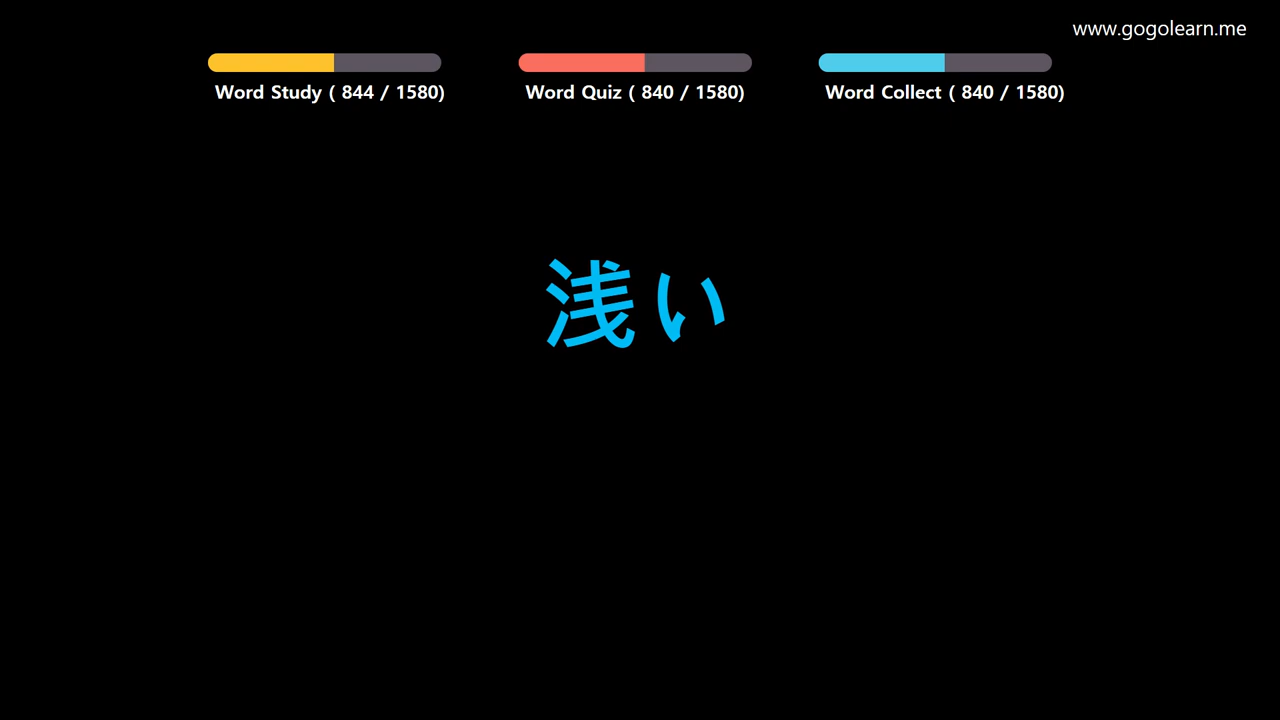 www.gogolearn.me
Word Study ( 844 / 1580)
Word Quiz ( 840 / 1580)
Word Collect ( 840 / 1580)
浅い